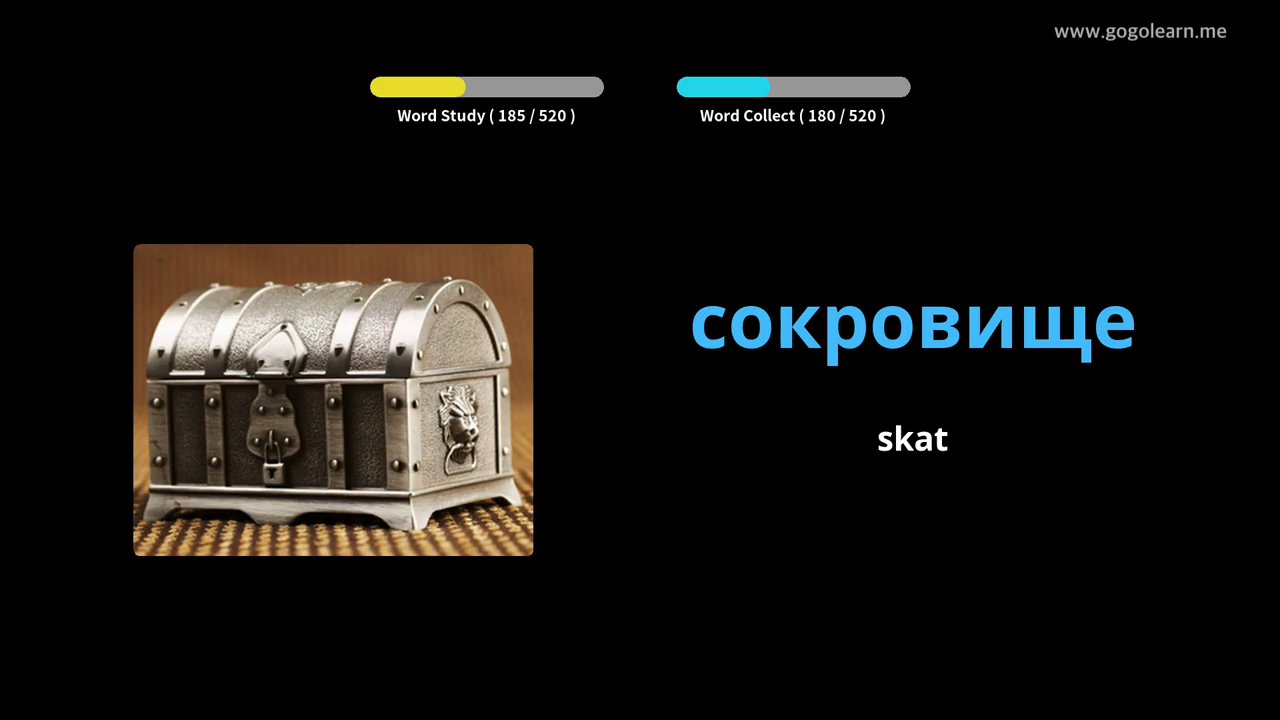 www.gogolearn.me
Word Study ( 185 / 520 )
Word Collect ( 180 / 520 )
сокровище
skat